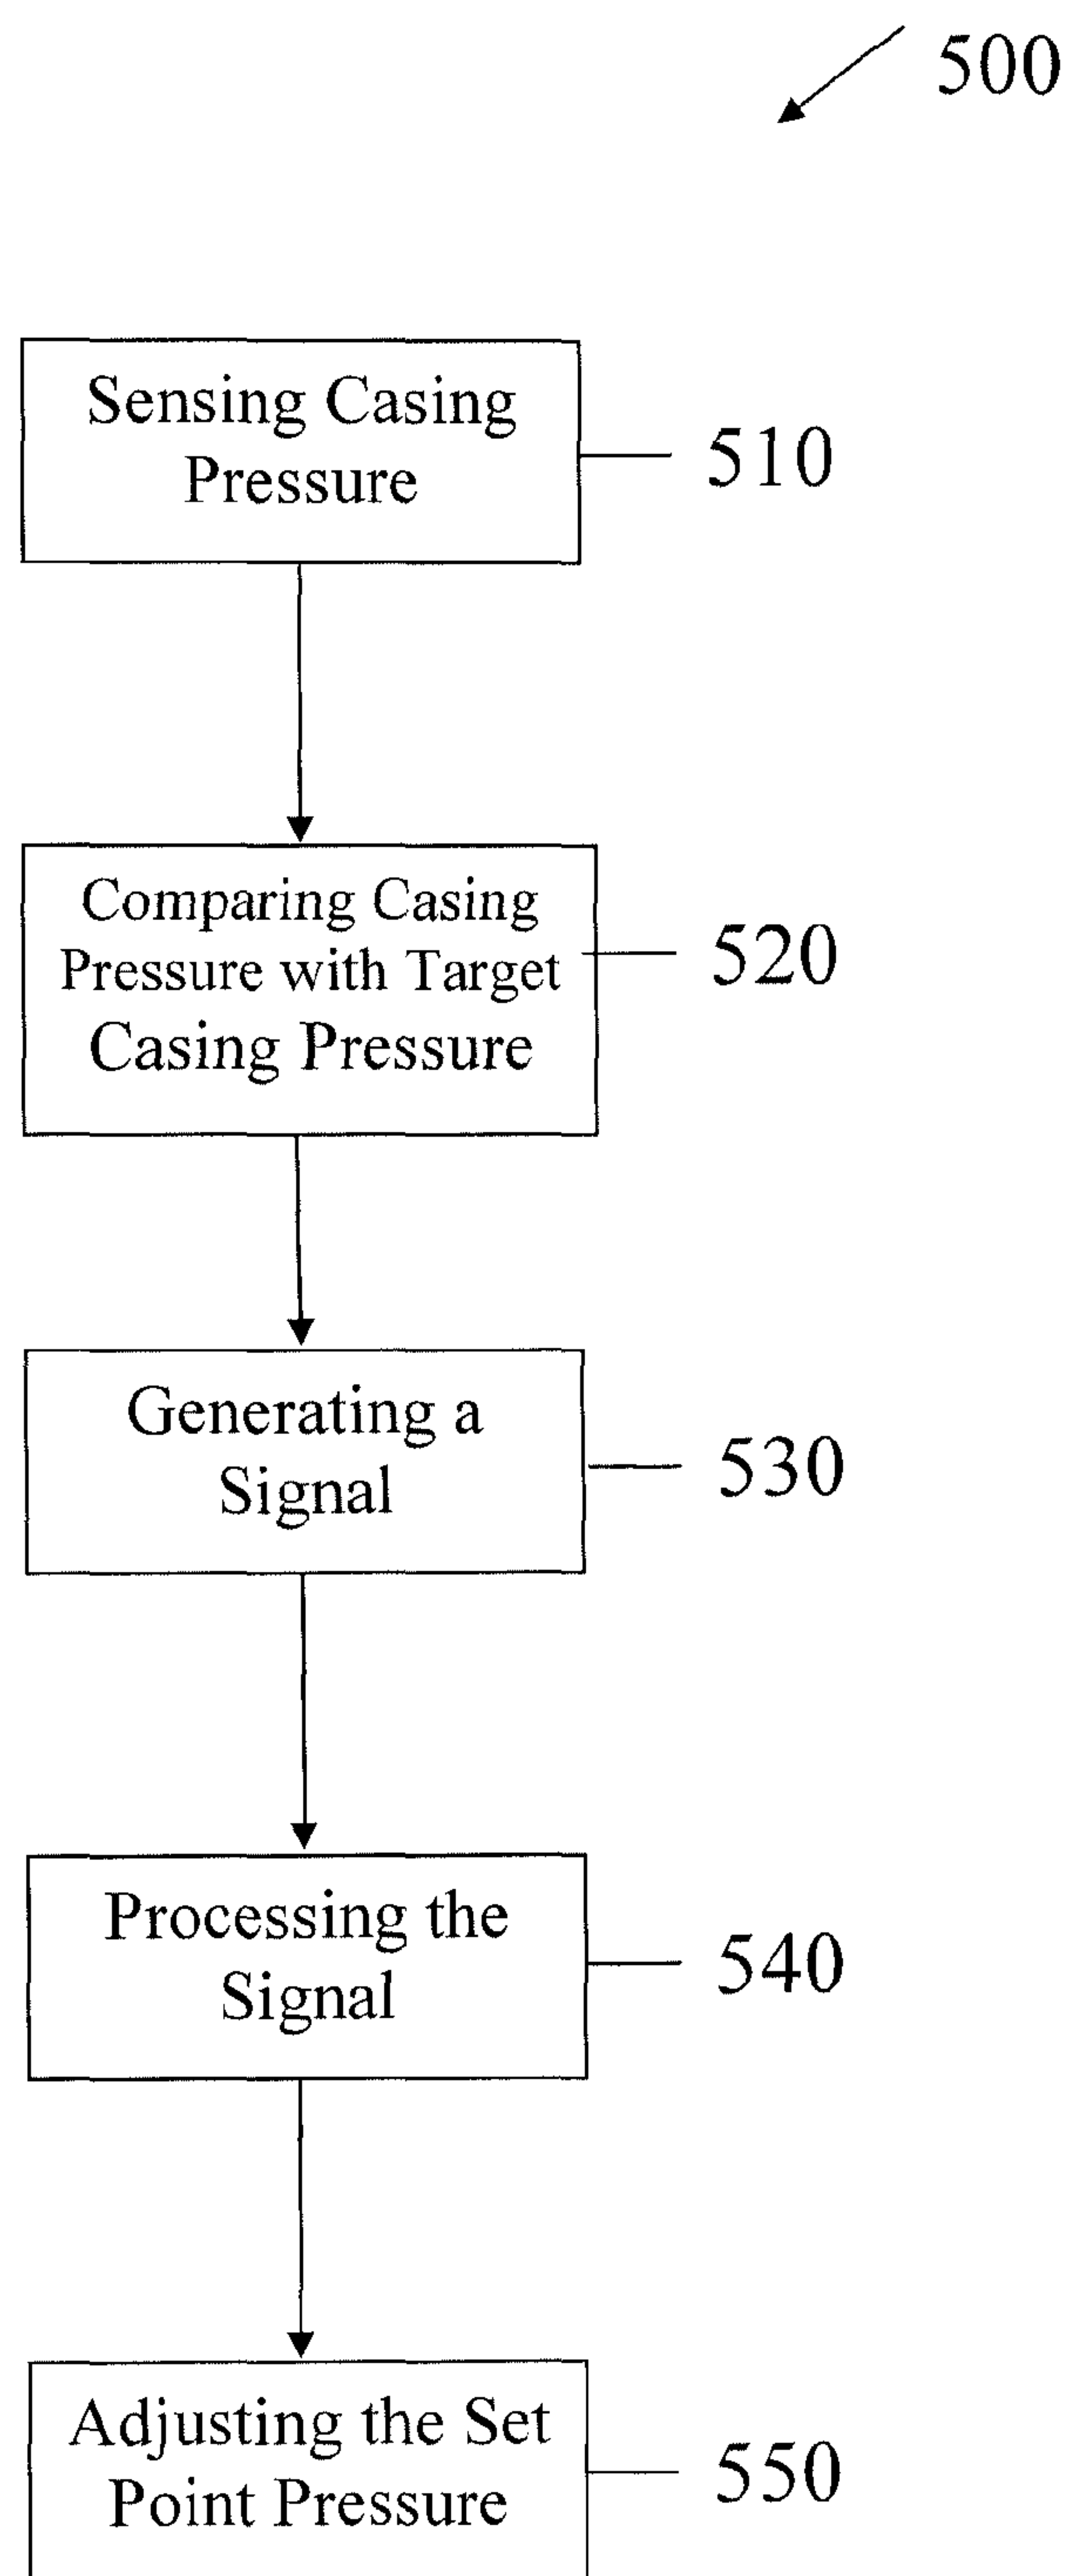 500
Sensing Casing
Pressure
510
Comparing Casing
Pressure with Target
Casing Pressure
520
Generating a
Signal
530
Processing the
Signal
540
Adjusting the Set
Point Pressure
550